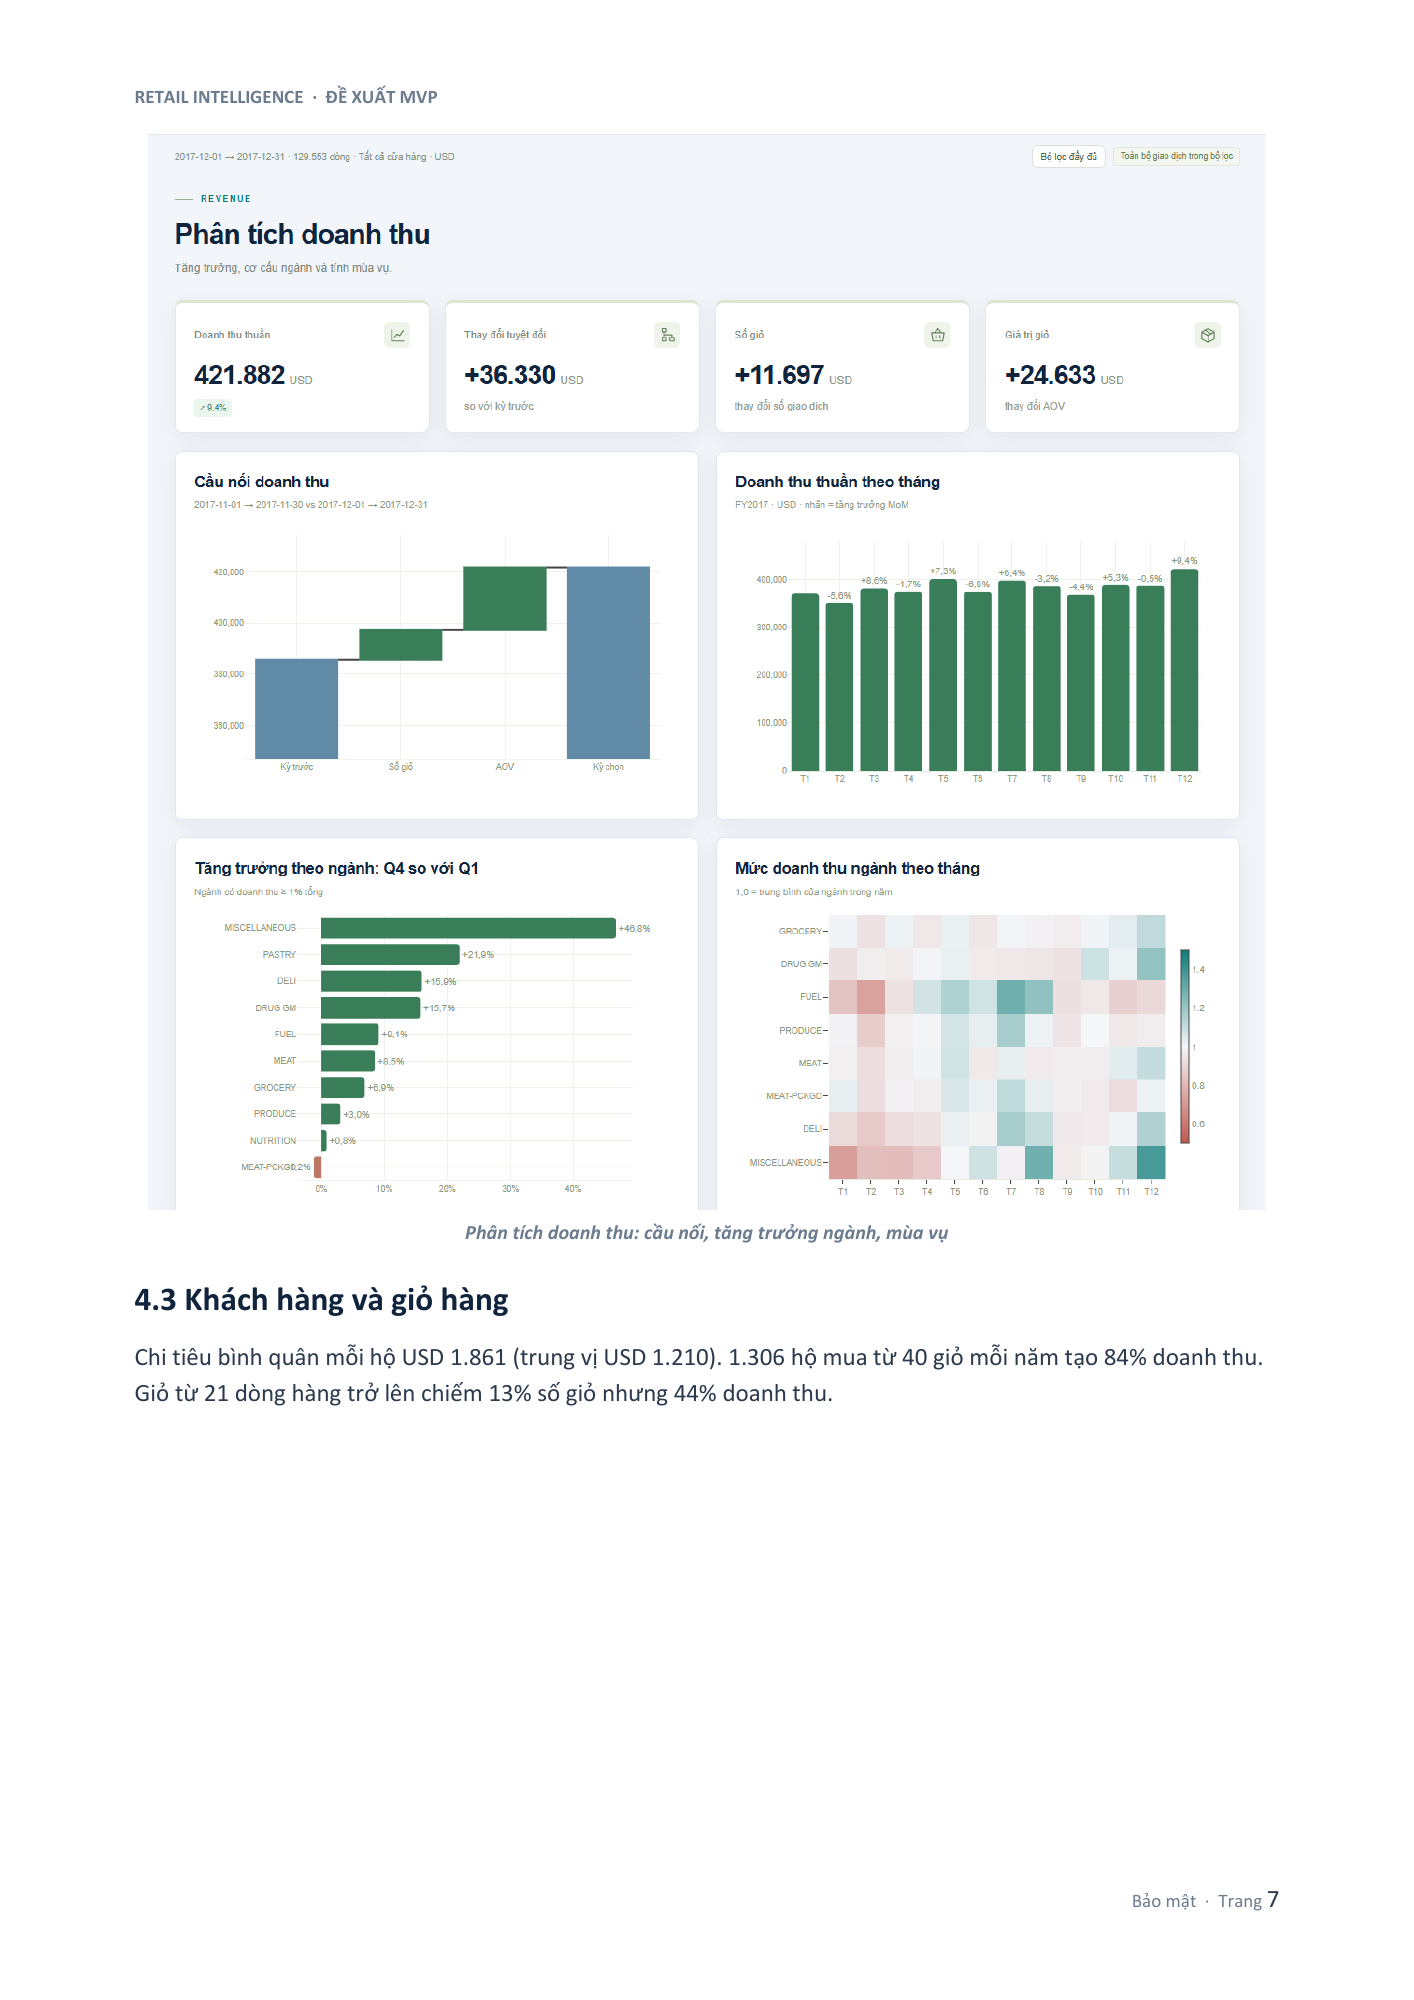 RETAIL INTELLIGENCE · ĐỀ XUẤT MVP
2017-12-01 → 2017-12-31 · 129.553 dòng · Tất cả cửa hàng · USD
Bộ lọc đầy đủ
Toàn bộ giao dịch trong bộ lọc
REVENUE
Phân tích doanh thu
Tăng trưởng, cơ cấu ngành và tính mùa vụ.
Doanh thu thuần
421.882 USD
↗ 9,4%
Thay đổi tuyệt đối
+36.330 USD
so với kỳ trước
Số giỏ
+11.697 USD
thay đổi số giao dịch
Giá trị giỏ
+24.633 USD
thay đổi AOV
Cầu nối doanh thu
2017-11-01 → 2017-11-30 vs 2017-12-01 → 2017-12-31
420,000
400,000
380,000
360,000
Kỳ trước
Số giỏ
AOV
Kỳ chọn
Doanh thu thuần theo tháng
FY2017 · USD · nhãn = tăng trưởng MoM
400,000
300,000
200,000
100,000
0
-5,6%
+8,6%
-1,7%
+7,3%
-6,8%
+6,4%
-3,2%
-4,4%
+5,3%
-0,5%
+9,4%
T1 T2 T3 T4 T5 T6 T7 T8 T9 T10 T11 T12
Tăng trưởng theo ngành: Q4 so với Q1
Ngành có doanh thu ≥ 1% tổng
MISCELLANEOUS +46,8%
PASTRY +21,9%
DELI +15,9%
DRUG GM +15,7%
FUEL +9,1%
MEAT +8,5%
GROCERY +6,9%
PRODUCE +3,0%
NUTRITION +0,8%
MEAT-PCKGD
0% 10% 20% 30% 40%
Mức doanh thu ngành theo tháng
1,0 = trung bình của ngành trong năm
GROCERY
DRUG GM
FUEL
PRODUCE
MEAT
MEAT-PCKGD
DELI
MISCELLANEOUS
T1 T2 T3 T4 T5 T6 T7 T8 T9 T10 T11 T12
1.4
1.2
1
0.8
0.6
Phân tích doanh thu: cầu nối, tăng trưởng ngành, mùa vụ
4.3 Khách hàng và giỏ hàng
Chi tiêu bình quân mỗi hộ USD 1.861 (trung vị USD 1.210). 1.306 hộ mua từ 40 giỏ mỗi năm tạo 84% doanh thu.
Giỏ từ 21 dòng hàng trở lên chiếm 13% số giỏ nhưng 44% doanh thu.
Bảo mật · Trang 7